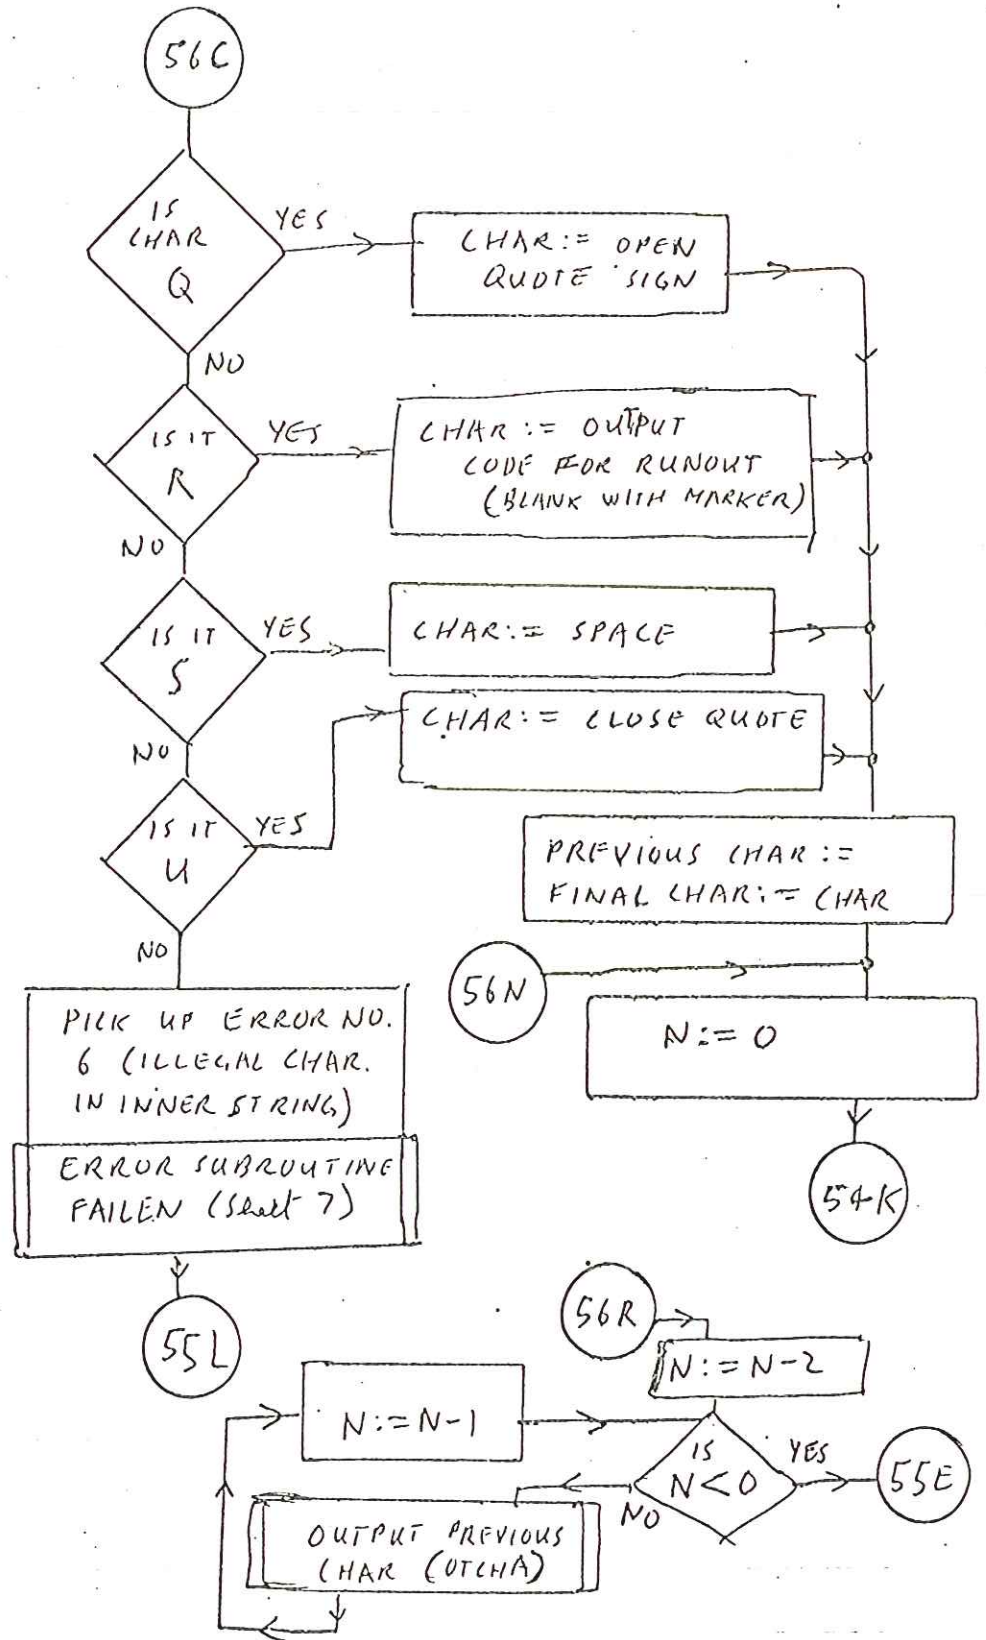 56C
IS
CHAR
Q
YES
CHAR:= OPEN
QUOTE SIGN
NO
IS IT
R
YES
CHAR := OUTPUT
CODE FOR RUNOUT
(BLANK WITH MARKER)
NO
IS IT
S
YES
CHAR:= SPACE
NO
CHAR:= CLOSE QUOTE
IS IT
U
YES
PREVIOUS CHAR :=
FINAL CHAR:= CHAR
NO
56N
N:= 0
PICK UP ERROR NO.
6 (ILLEGAL CHAR.
IN INNER STRING)
ERROR SUBROUTINE
FAILEN (Sheet 7)
54K
55L
56R
N:= N-2
N:= N-1
IS
N<0
YES
55E
NO
OUTPUT PREVIOUS
CHAR (OTCHA)